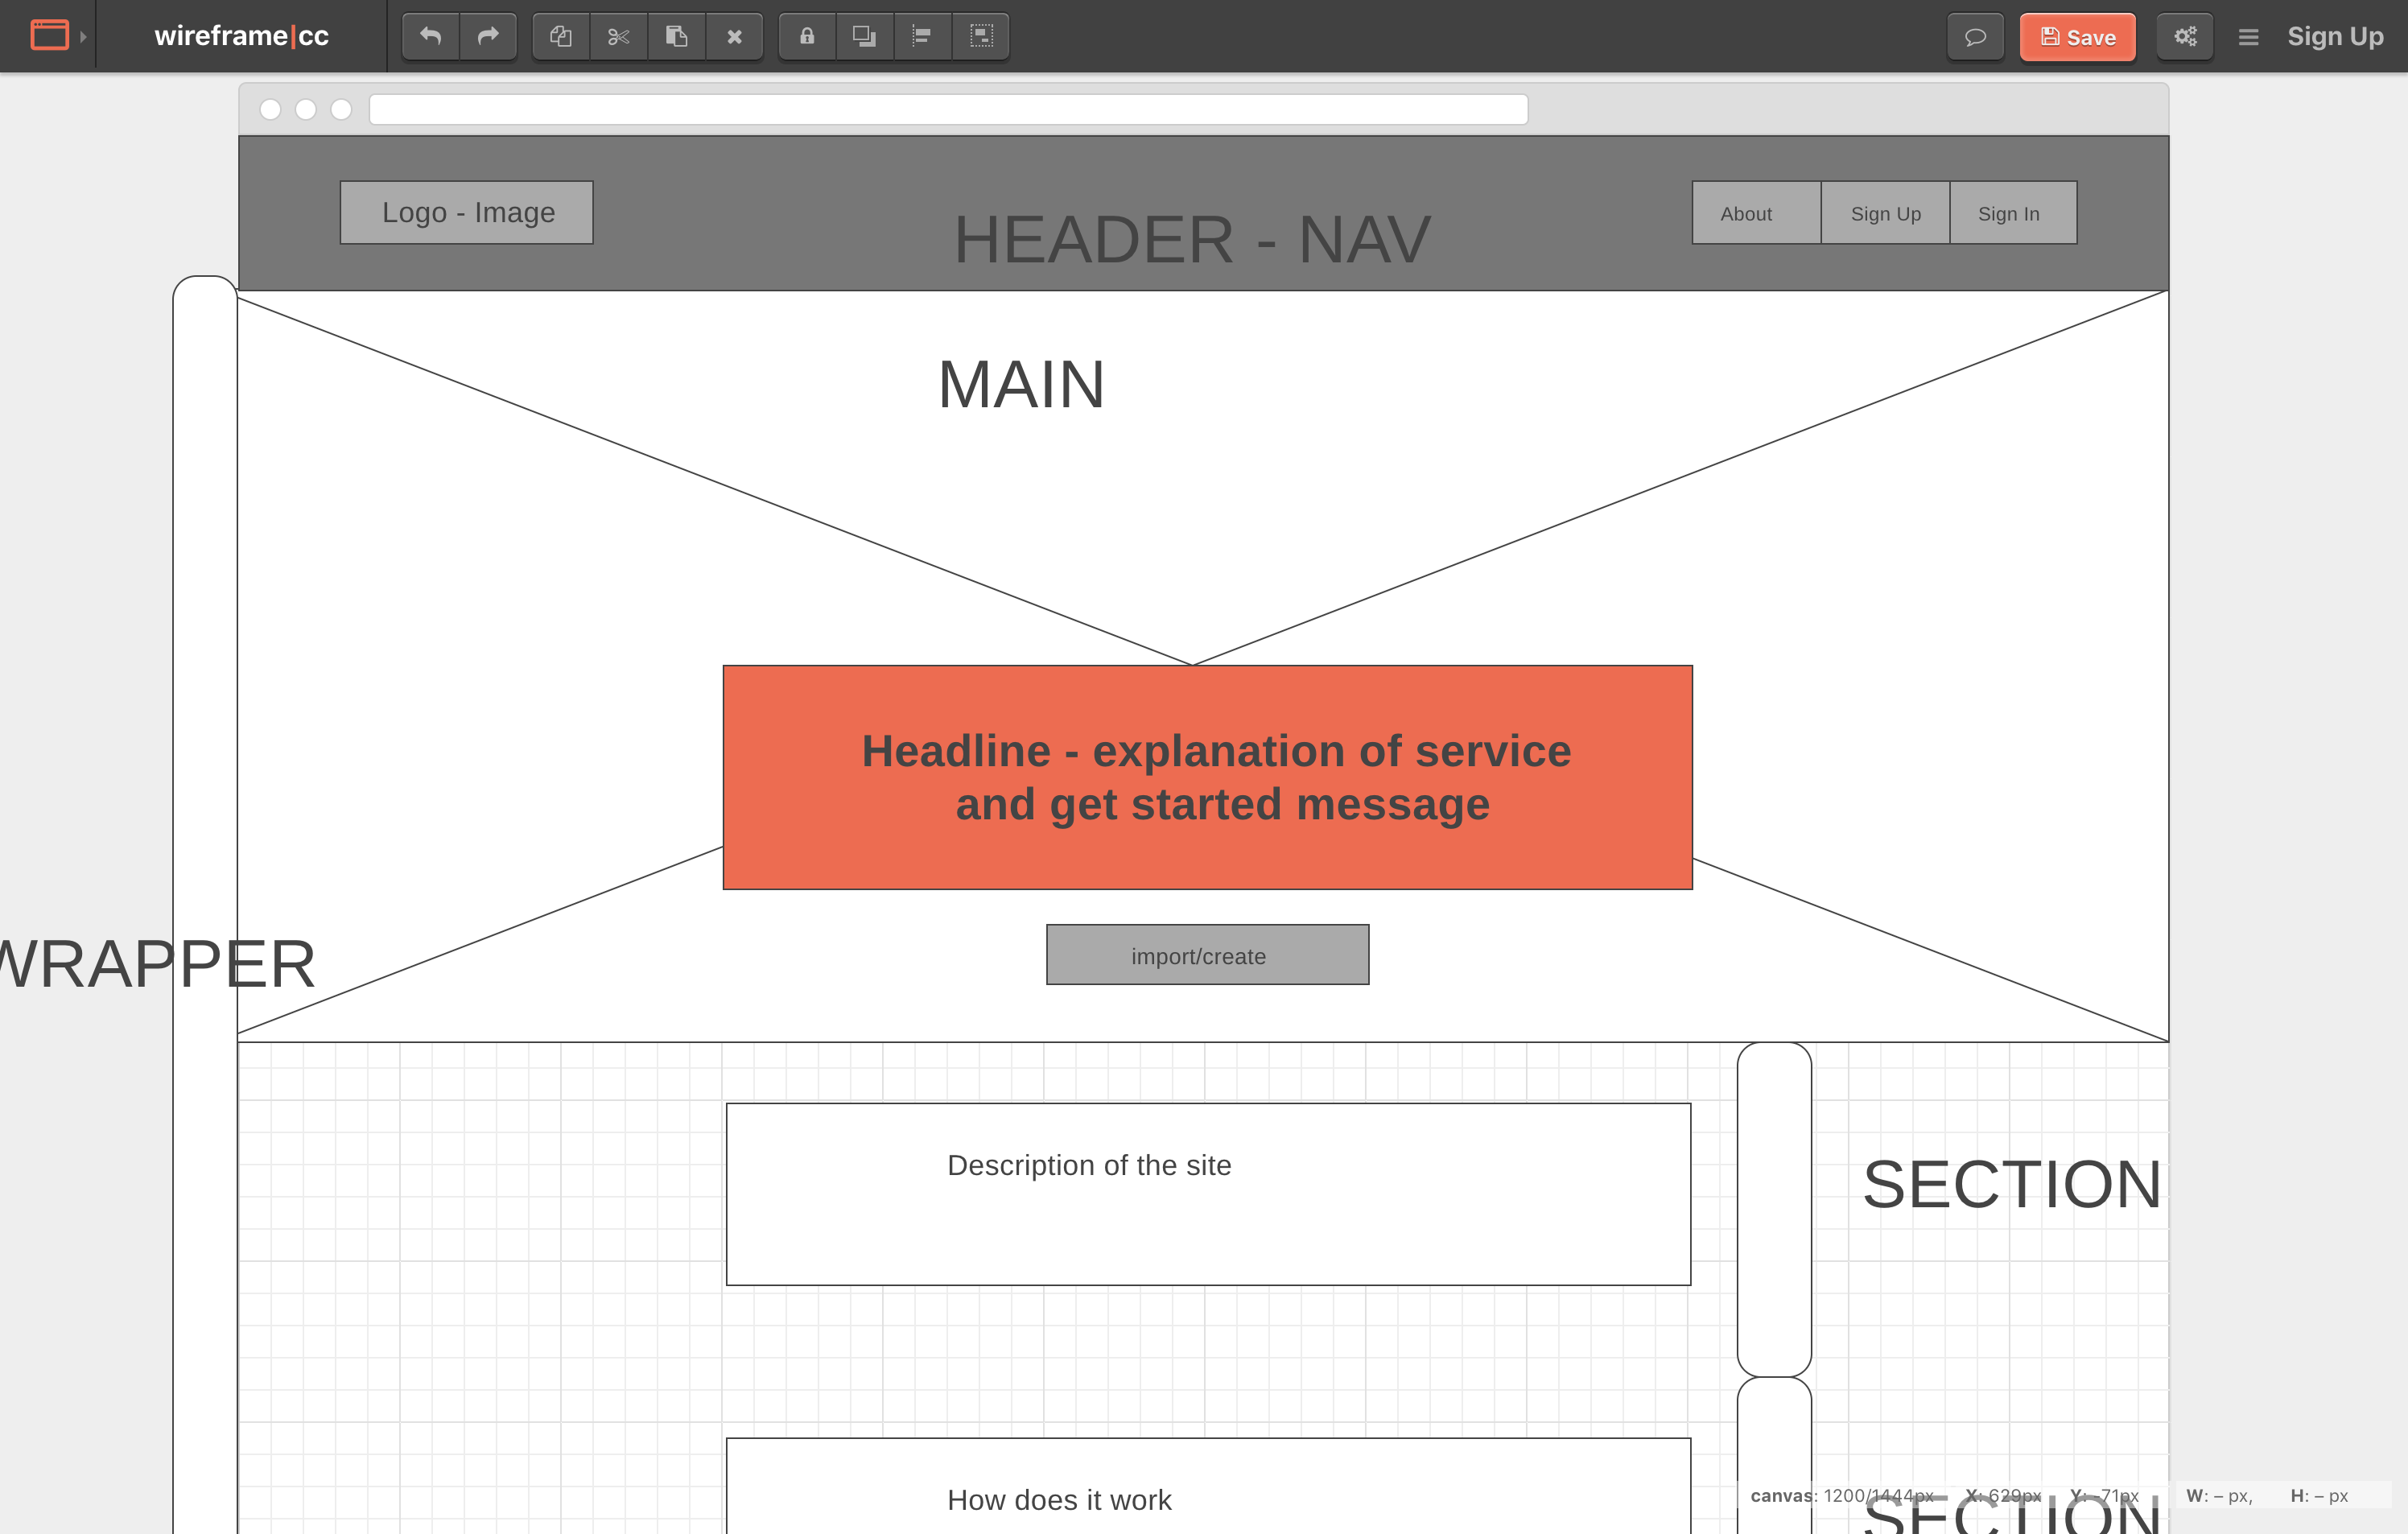 wireframe|cc
Save
Sign Up
Logo - Image
HEADER - NAV
About
Sign Up
Sign In
MAIN
Headline - explanation of service
and get started message
WRAPPER
import/create
Description of the site
SECTION
How does it work
SECTION
canvas: 1200/1444px X: 629px Y: -71px W: – px, H: – px